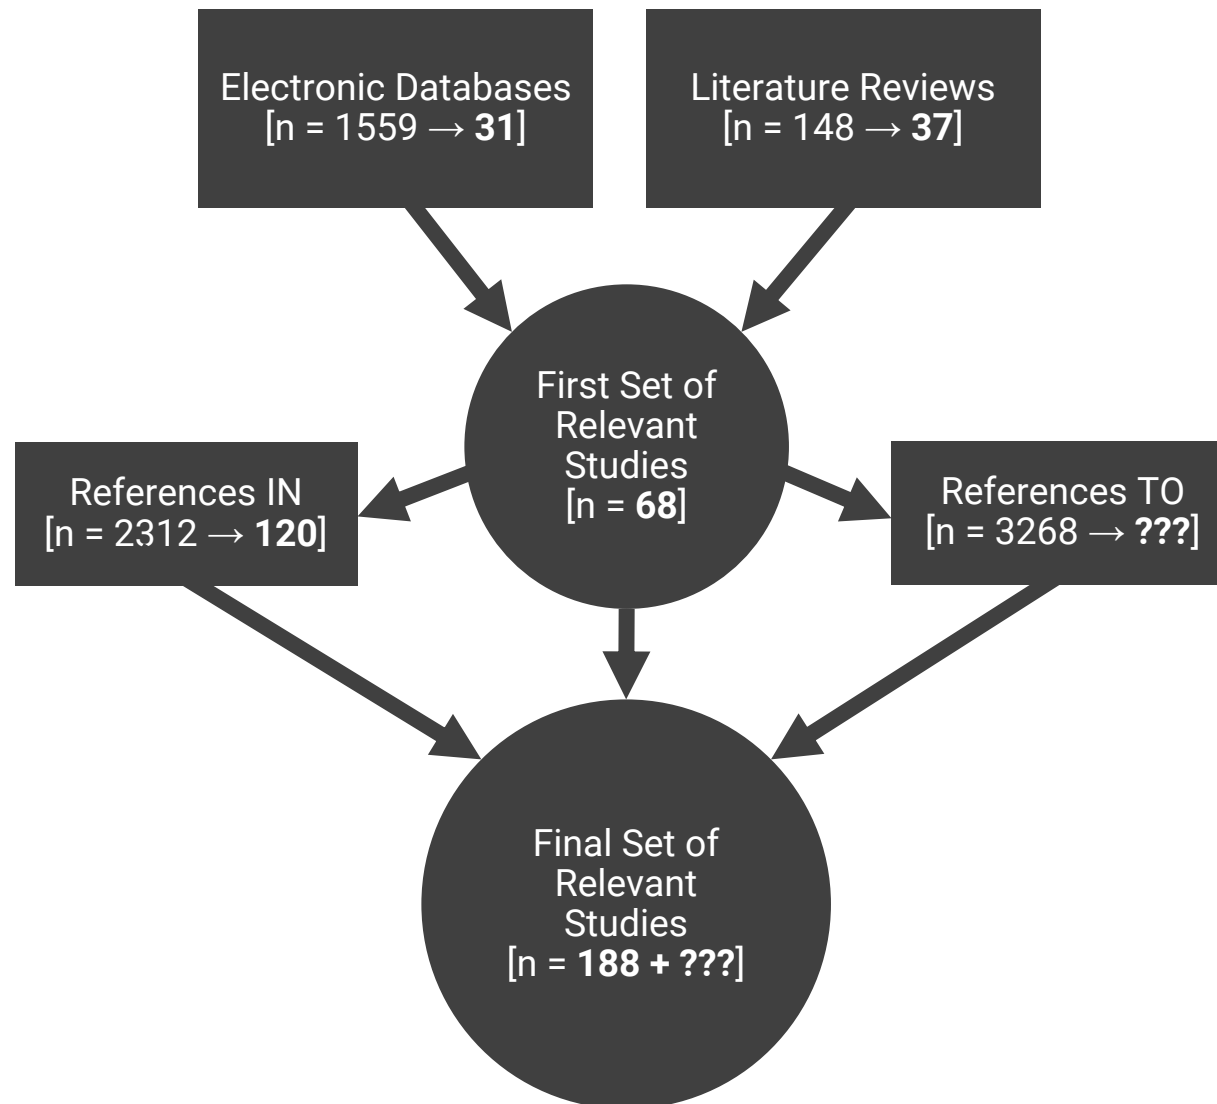 Electronic Databases
[n = 1559 → 31]
Literature Reviews
[n = 148 → 37]
First Set of
Relevant
Studies
[n = 68]
References IN
[n = 2312 → 120]
References TO
[n = 3268 → ???]
Final Set of
Relevant
Studies
[n = 188 + ???]